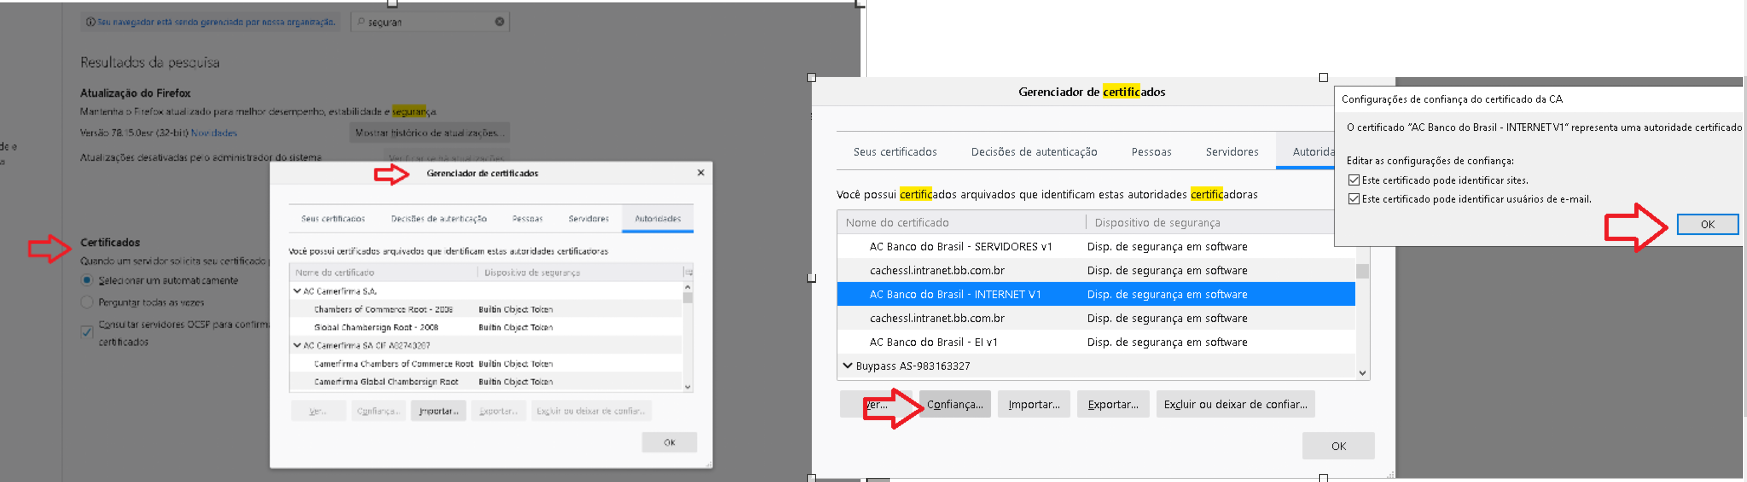 Seu navegador está sendo gerenciado por nossa organização.
seguran
Resultados da pesquisa
Atualização do Firefox
Mantenha o Firefox atualizado para melhor desempenho, estabilidade e segurança.
Versão 78.15.0esr (32-bit) Novidades
Mostrar histórico de atualizações...
Atualizações desativadas pelo administrador do sistema
Verificar se há atualizações
de e
Certificados
Quando um servidor solicita seu certificado
Selecionar um automaticamente
Perguntar todas as vezes
Consultar servidores OCSP para confirma
certificados
Gerenciador de certificados
Seus certificados Decisões de autenticação Pessoas Servidores Autoridades
Você possui certificados arquivados que identificam estas autoridades certificadoras
Nome do certificado Dispositivo de segurança
AC Camerfirma S.A.
Chambers of Commerce Root - 2008 Builtin Object Token
Global Chambersign Root - 2008 Builtin Object Token
AC Camerfirma SA CIF A82743287
Camerfirma Chambers of Commerce Root Builtin Object Token
Camerfirma Global Chambersign Root Builtin Object Token
Ver... Confiança... Importar... Exportar... Excluir ou deixar de confiar...
OK
Gerenciador de certificados
Seus certificados Decisões de autenticação Pessoas Servidores Autorida
Você possui certificados arquivados que identificam estas autoridades certificadoras
Nome do certificado Dispositivo de segurança
AC Banco do Brasil - SERVIDORES v1 Disp. de segurança em software
cachessl.intranet.bb.com.br Disp. de segurança em software
AC Banco do Brasil - INTERNET V1 Disp. de segurança em software
cachessl.intranet.bb.com.br Disp. de segurança em software
AC Banco do Brasil - EI v1 Disp. de segurança em software
Buypass AS-983163327
Ver... Confiança... Importar... Exportar... Excluir ou deixar de confiar...
OK
Configurações de confiança do certificado da CA
O certificado "AC Banco do Brasil - INTERNET V1" representa uma autoridade certificado
Editar as configurações de confiança:
Este certificado pode identificar sites.
Este certificado pode identificar usuários de e-mail.
OK